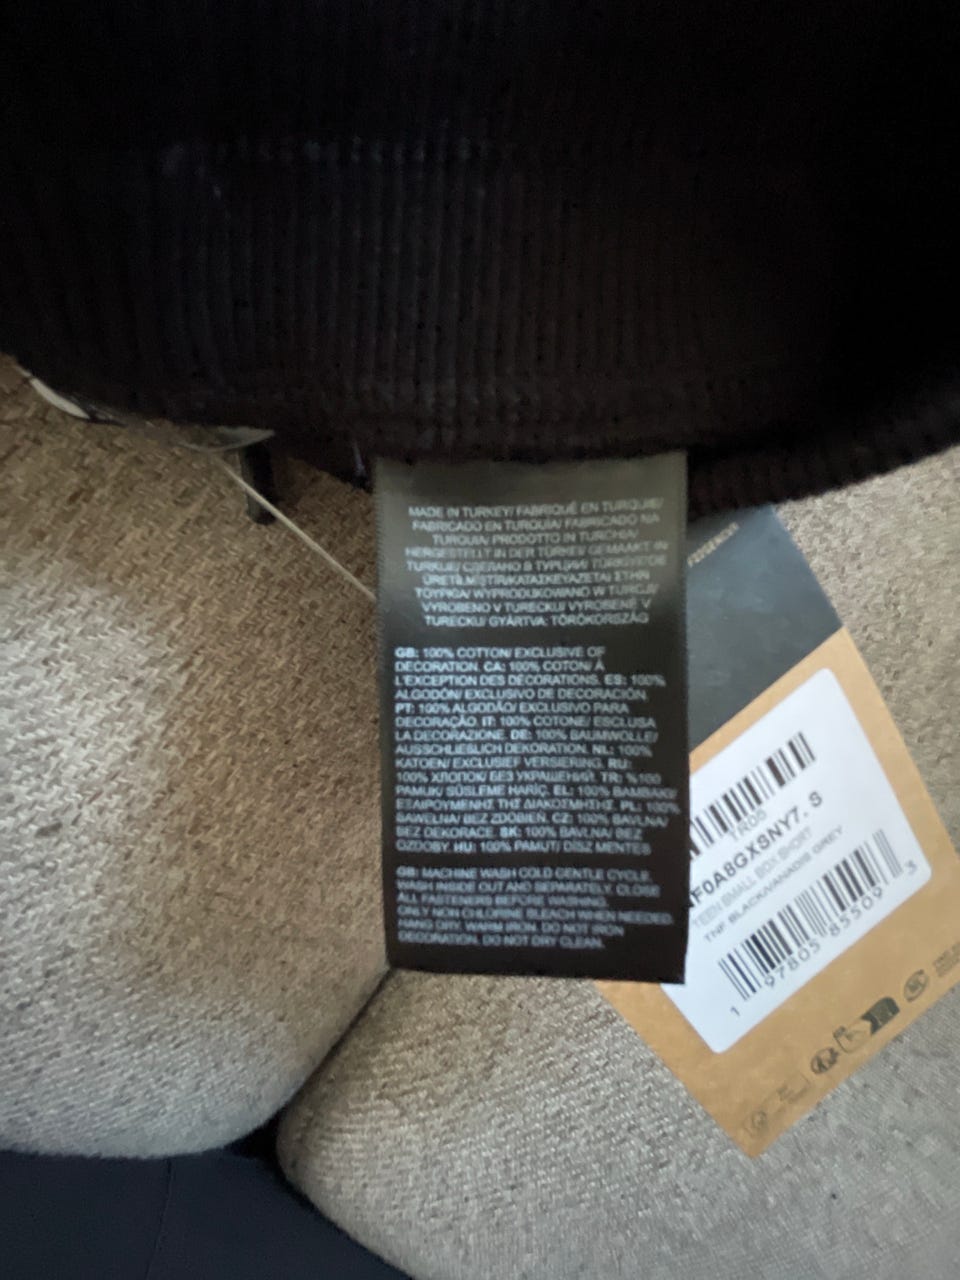 MADE IN TURKEY/ FABRIQUÉ EN TURQUIE/
FABRICADO EN TURQUÍA/ FABRICADO NA
TURQUIA/ PRODOTTO IN TURCHIA/
HERGESTELLT IN DER TÜRKEI/ GEMAAKT IN
TURKIJE/ СДЕЛАНО В ТУРЦИИ/ TÜRKİYE'DE
ÜRETİLMİŞTİR/ΚΑΤΑΣΚΕΥΑΖΕΤΑΙ ΣΤΗΝ
ΤΟΥΡΚΙΑ/ WYPRODUKOWANO W TURCJI/
VYROBENO V TURECKU/ VYROBENÉ V
TURECKU/ GYÁRTVA: TÖRÖKORSZÁG
GB: 100% COTTON/ EXCLUSIVE OF
DECORATION. CA: 100% COTON/ À
L'EXCEPTION DES DÉCORATIONS. ES: 100%
ALGODÓN/ EXCLUSIVO DE DECORACIÓN.
PT: 100% ALGODÃO/ EXCLUSIVO PARA
DECORAÇÃO. IT: 100% COTONE/ ESCLUSA
LA DECORAZIONE. DE: 100% BAUMWOLLE/
AUSSCHLIESLICH DEKORATION. NL: 100%
KATOEN/ EXCLUSIEF VERSIERING. RU:
100% ХЛОПОК/ БЕЗ УКРАШЕНИЙ. TR: %100
PAMUK/ SÜSLEME HARİÇ. EL: 100% ΒΑΜΒΑΚΙ/
ΕΞΑΙΡΟΥΜΕΝΗΣ ΤΗΣ ΔΙΑΚΟΣΜΗΣΗΣ. PL: 100%
BAWEŁNA/ BEZ ZDOBIEŃ. CZ: 100% BAVLNA/
BEZ DEKORACE. SK: 100% BAVLNA/ BEZ
OZDOBY. HU: 100% PAMUT/ DÍSZ MENTES
GB: MACHINE WASH COLD GENTLE CYCLE.
WASH INSIDE OUT AND SEPARATELY. CLOSE
ALL FASTENERS BEFORE WASHING.
ONLY NON CHLORINE BLEACH WHEN NEEDED.
HANG DRY. WARM IRON. DO NOT IRON
DECORATION. DO NOT DRY CLEAN.
TR05
F0A8GXSNY7. S
TEEN SMALL BOX SHORT
TNF BLACK/VANADIS GREY
1 97805 85509 3